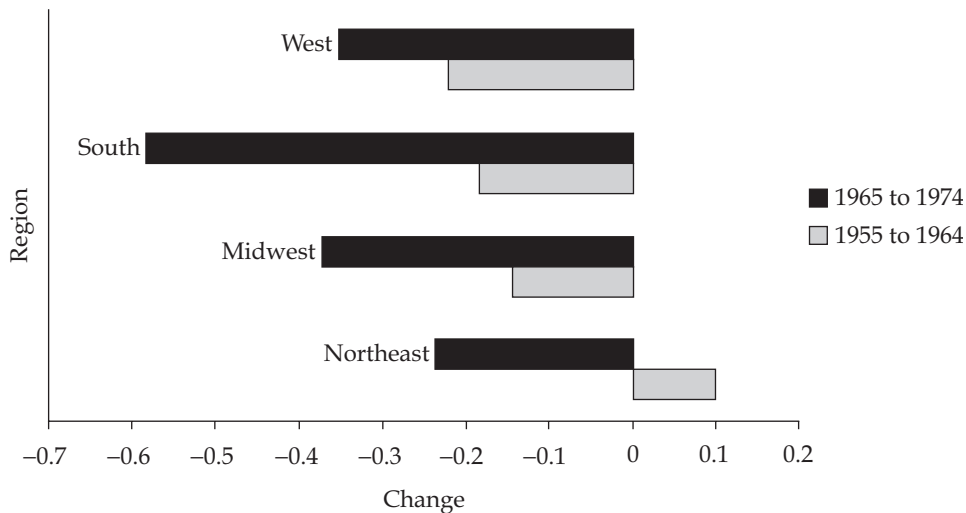 West
South
Region
Midwest
Northeast
1965 to 1974
1955 to 1964
–0.7 –0.6 –0.5 –0.4 –0.3 –0.2 –0.1 0 0.1 0.2
Change